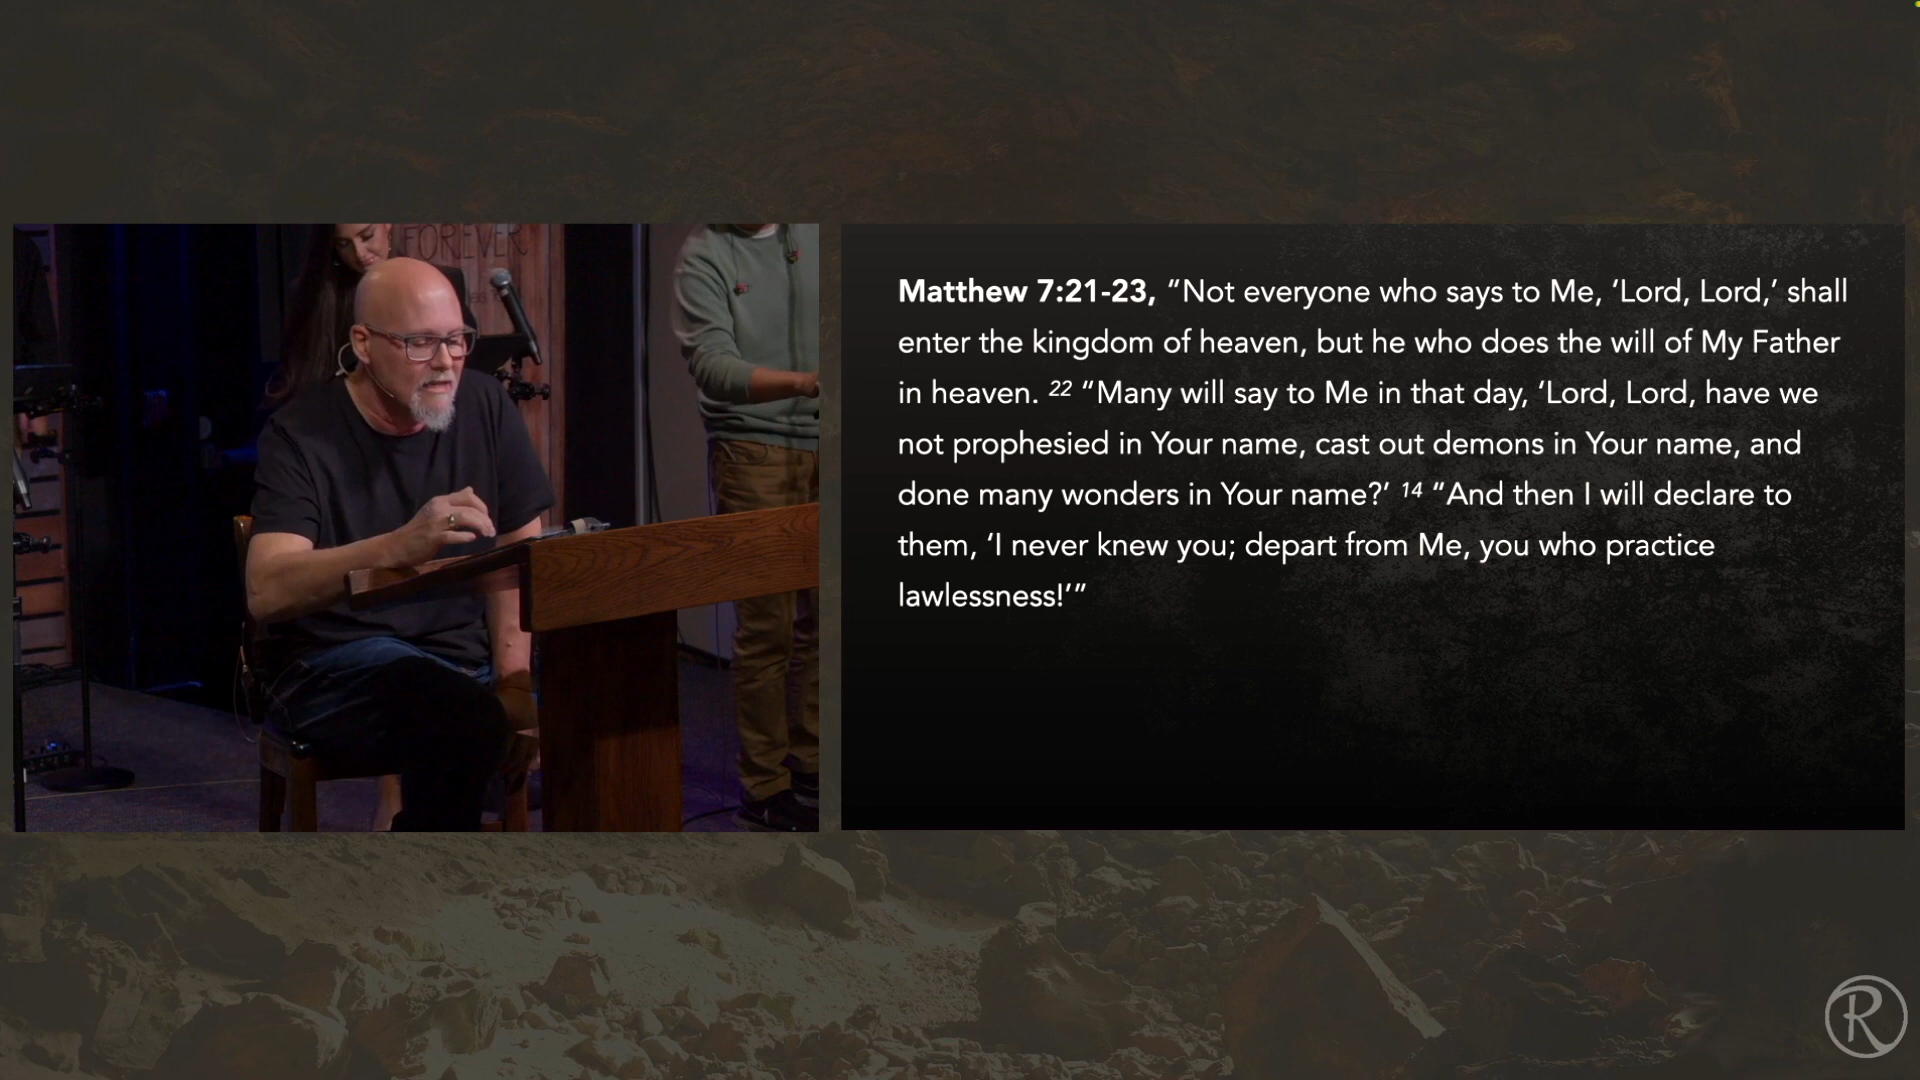 FOREVER
Matthew 7:21-23, “Not everyone who says to Me, ‘Lord, Lord,’ shall
enter the kingdom of heaven, but he who does the will of My Father
in heaven. 22 “Many will say to Me in that day, ‘Lord, Lord, have we
not prophesied in Your name, cast out demons in Your name, and
done many wonders in Your name?’ 14 “And then I will declare to
them, ‘I never knew you; depart from Me, you who practice
lawlessness!’”
R